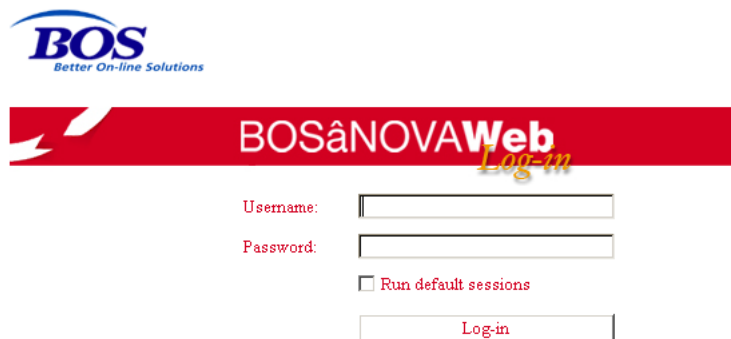 BOS
Better On-line Solutions
BOSâNOVAWeb
Log-in
Username:
Password:
Run default sessions
Log-in